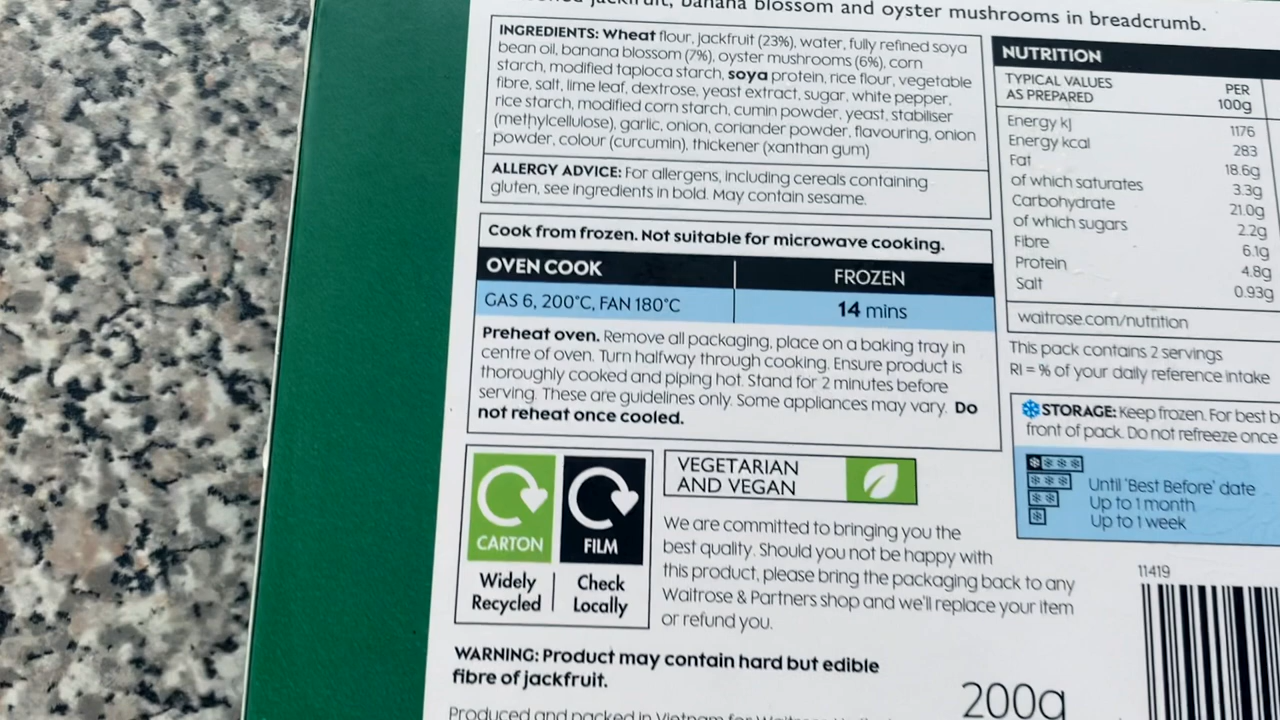 jackfruit, banana blossom and oyster mushrooms in breadcrumb.
INGREDIENTS: Wheat flour, jackfruit (23%), water, fully refined soya
bean oil, banana blossom (7%), oyster mushrooms (6%), corn
starch, modified tapioca starch, soya protein, rice flour, vegetable
fibre, salt, lime leaf, dextrose, yeast extract, sugar, white pepper,
rice starch, modified corn starch, cumin powder, yeast, stabiliser
(methylcellulose), garlic, onion, coriander powder, flavouring, onion
powder, colour (curcumin), thickener (xanthan gum)
ALLERGY ADVICE: For allergens, including cereals containing
gluten, see ingredients in bold. May contain sesame.
Cook from frozen. Not suitable for microwave cooking.
OVEN COOK FROZEN
GAS 6, 200°C, FAN 180°C 14 mins
Preheat oven. Remove all packaging, place on a baking tray in
centre of oven. Turn halfway through cooking. Ensure product is
thoroughly cooked and piping hot. Stand for 2 minutes before
serving. These are guidelines only. Some appliances may vary. Do
not reheat once cooled.
CARTON FILM
Widely Check
Recycled Locally
VEGETARIAN
AND VEGAN
We are committed to bringing you the
best quality. Should you not be happy with
this product, please bring the packaging back to any
Waitrose & Partners shop and we'll replace your item
or refund you.
WARNING: Product may contain hard but edible
fibre of jackfruit.
Produced and packed in Vietnam for Waitrose
200g
NUTRITION
TYPICAL VALUES PER
AS PREPARED 100g
Energy kJ 1176
Energy kcal 283
Fat 18.6g
of which saturates 3.3g
Carbohydrate 21.0g
of which sugars 2.2g
Fibre 6.1g
Protein 4.8g
Salt 0.93g
waitrose.com/nutrition
This pack contains 2 servings
RI = % of your daily reference intake
STORAGE: Keep frozen. For best b
front of pack. Do not refreeze once
Until 'Best Before' date
Up to 1 month
Up to 1 week
11419